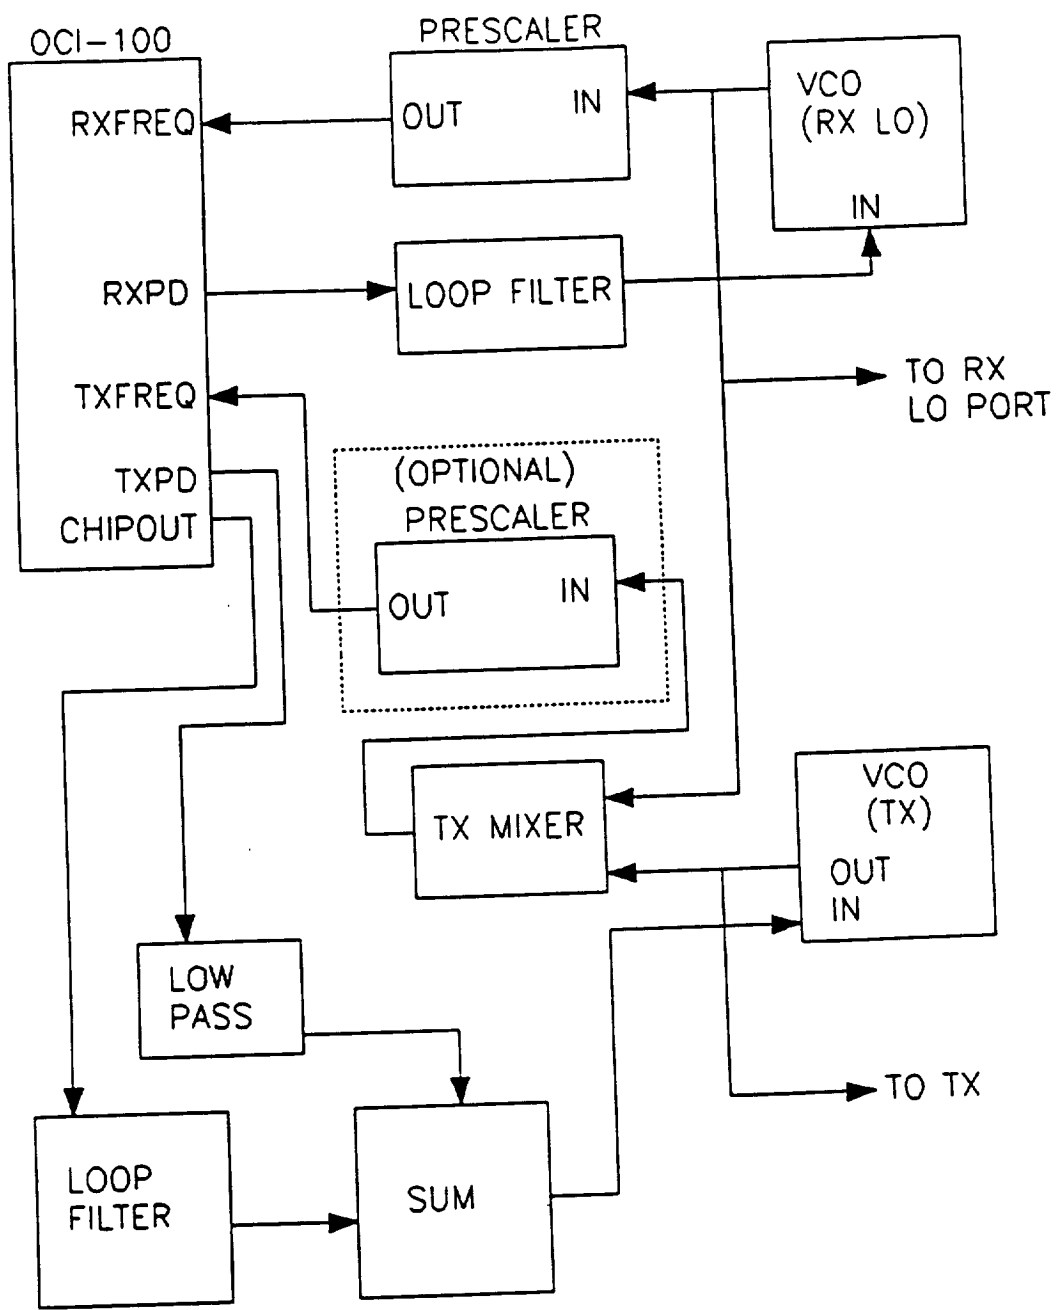 OCI-100
PRESCALER
RXFREQ
OUT
IN
VCO
(RX LO)
IN
RXPD
LOOP FILTER
TXFREQ
TO RX
LO PORT
TXPD
CHIPOUT
(OPTIONAL)
PRESCALER
OUT
IN
TX MIXER
VCO
(TX)
OUT
IN
LOW
PASS
TO TX
LOOP
FILTER
SUM